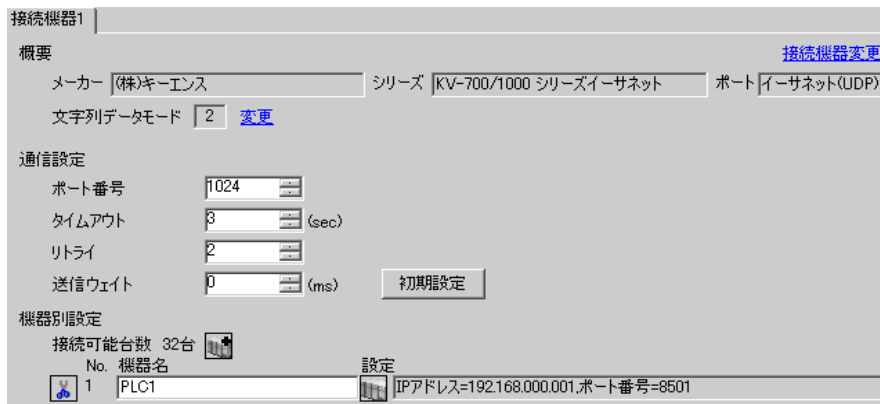 接続機器1
概要 接続機器変更
メーカー (株)キーエンス シリーズ KV-700/1000 シリーズイーサネット ポート イーサネット(UDP)
文字列データモード 2 変更
通信設定
ポート番号 1024
タイムアウト 3 (sec)
リトライ 2
送信ウェイト 0 (ms) 初期設定
機器別設定
接続可能台数 32台
No. 機器名 設定
1 PLC1 IPアドレス=192.168.000.001,ポート番号=8501